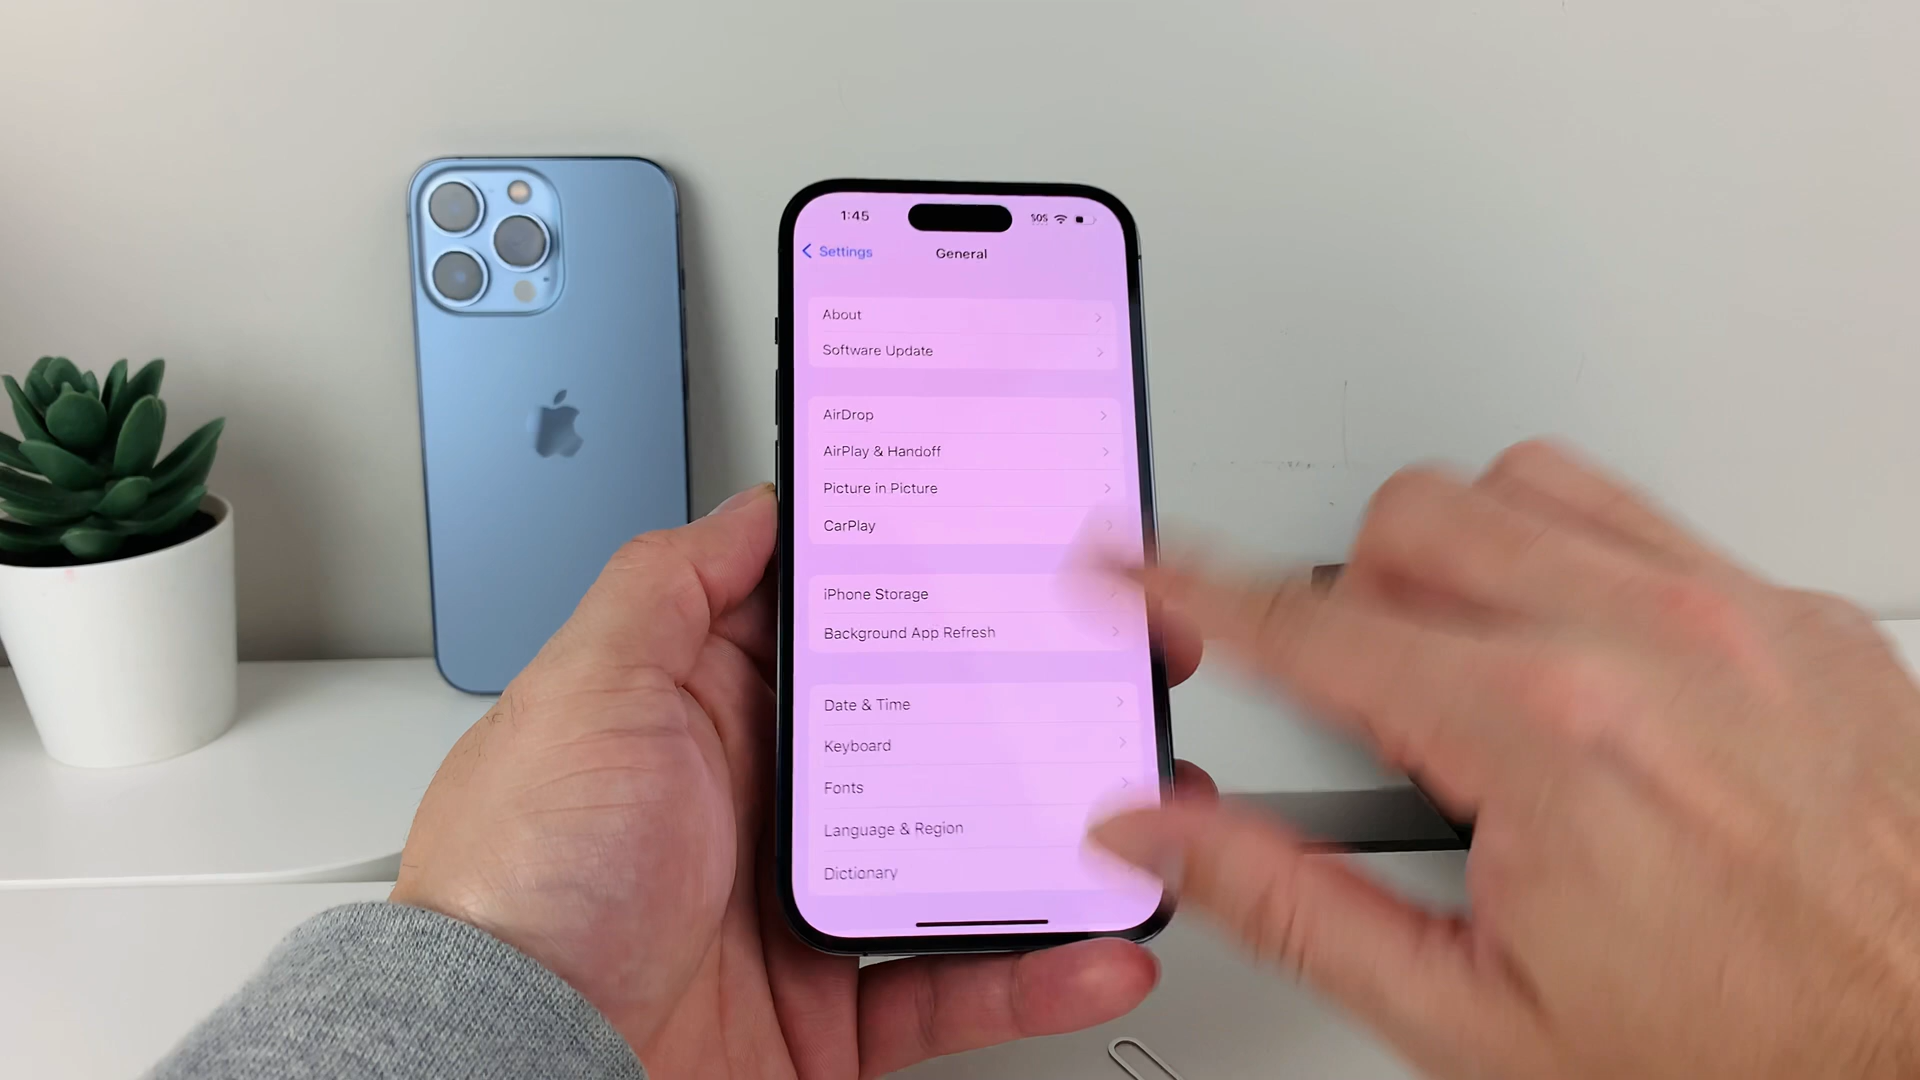 1:45
SOS
Settings
General
About
Software Update
AirDrop
AirPlay & Handoff
Picture in Picture
CarPlay
iPhone Storage
Background App Refresh
Date & Time
Keyboard
Fonts
Language & Region
Dictionary